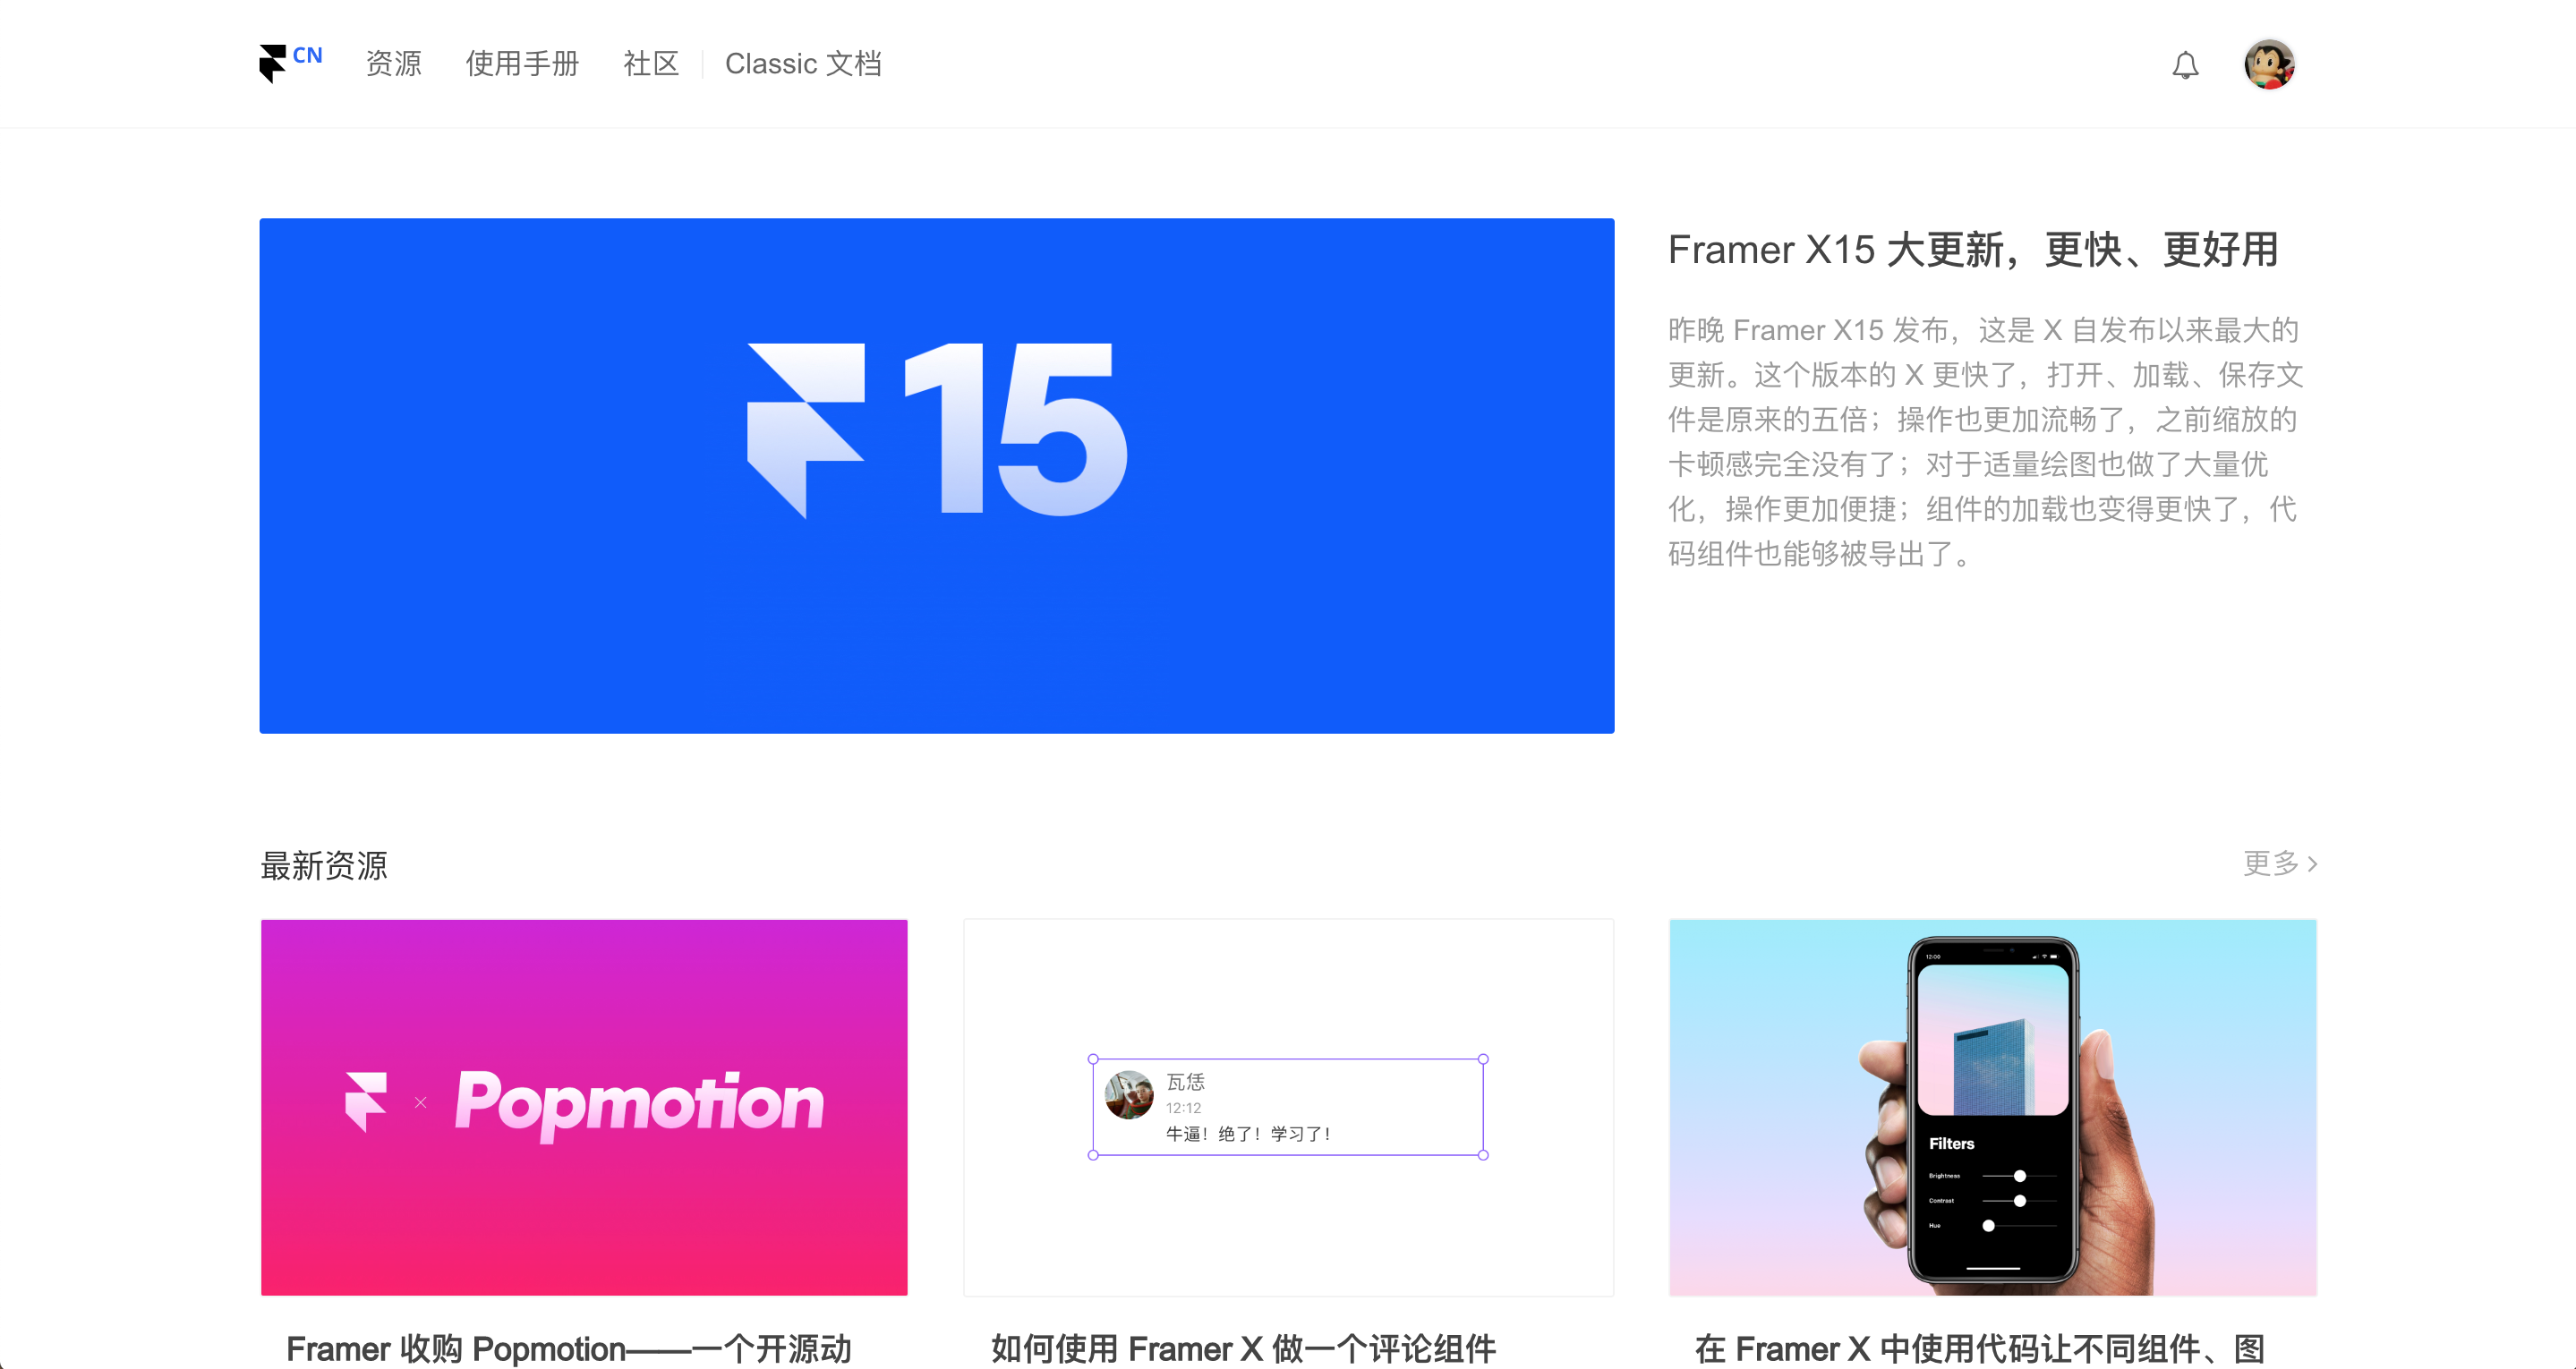 CN 资源 使用手册 社区 Classic 文档
15
Framer X15 大更新，更快、更好用
昨晚 Framer X15 发布，这是 X 自发布以来最大的
更新。这个版本的 X 更快了，打开、加载、保存文
件是原来的五倍；操作也更加流畅了，之前缩放的
卡顿感完全没有了；对于适量绘图也做了大量优
化，操作更加便捷；组件的加载也变得更快了，代
码组件也能够被导出了。
最新资源
更多
Popmotion
瓦恁
12:12
牛逼！绝了！学习了！
12:00
Filters
Brightness
Contrast
Hue
Framer 收购 Popmotion——一个开源动
如何使用 Framer X 做一个评论组件
在 Framer X 中使用代码让不同组件、图